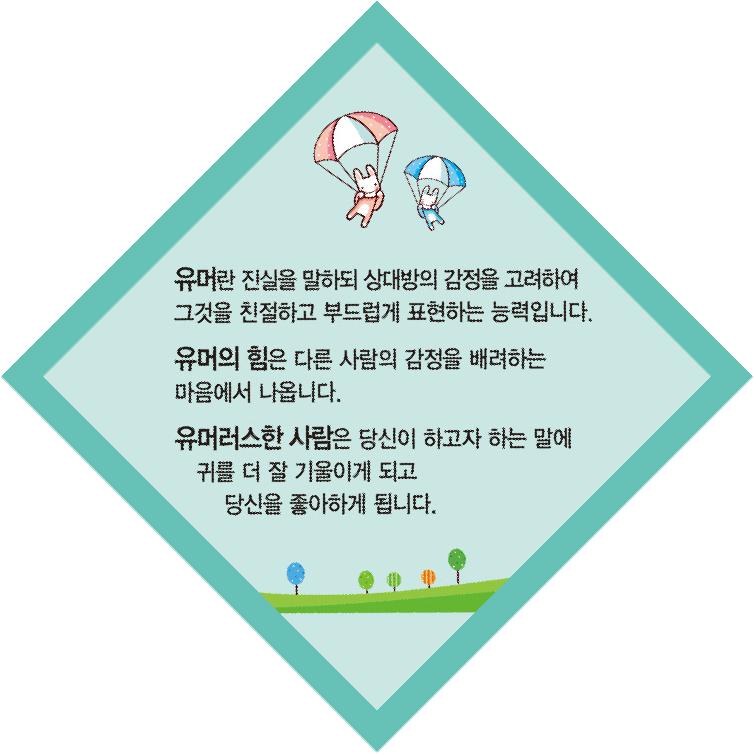 유머란 진실을 말하되 상대방의 감정을 고려하여
그것을 친절하고 부드럽게 표현하는 능력입니다.
유머의 힘은 다른 사람의 감정을 배려하는
마음에서 나옵니다.
유머러스한 사람은 당신이 하고자 하는 말에
귀를 더 잘 기울이게 되고
당신을 좋아하게 됩니다.